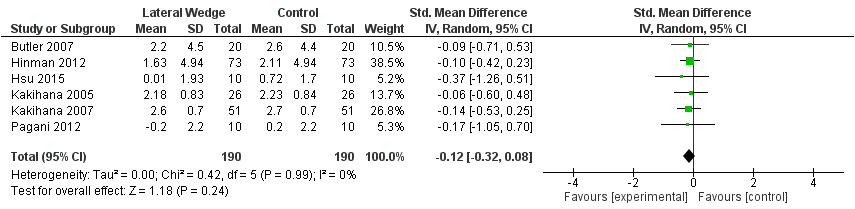 Lateral Wedge Control Std. Mean Difference Std. Mean Difference
Study or Subgroup Mean SD Total Mean SD Total Weight IV, Random, 95% CI IV, Random, 95% CI
Butler 2007 2.2 4.5 20 2.6 4.4 20 10.5% -0.09 [-0.71, 0.53]
Hinman 2012 1.63 4.94 73 2.11 4.94 73 38.5% -0.10 [-0.42, 0.23]
Hsu 2015 0.01 1.93 10 0.72 1.7 10 5.2% -0.37 [-1.26, 0.51]
Kakihana 2005 2.18 0.83 26 2.23 0.84 26 13.7% -0.06 [-0.60, 0.48]
Kakihana 2007 2.6 0.7 51 2.7 0.7 51 26.8% -0.14 [-0.53, 0.25]
Pagani 2012 -0.2 2.2 10 0.2 2.2 10 5.3% -0.17 [-1.05, 0.70]
Total (95% CI) 190 190 100.0% -0.12 [-0.32, 0.08]
Heterogeneity: Tau² = 0.00; Chi² = 0.42, df = 5 (P = 0.99); I² = 0%
Test for overall effect: Z = 1.18 (P = 0.24)
-4 -2 0 2 4
Favours [experimental] Favours [control]